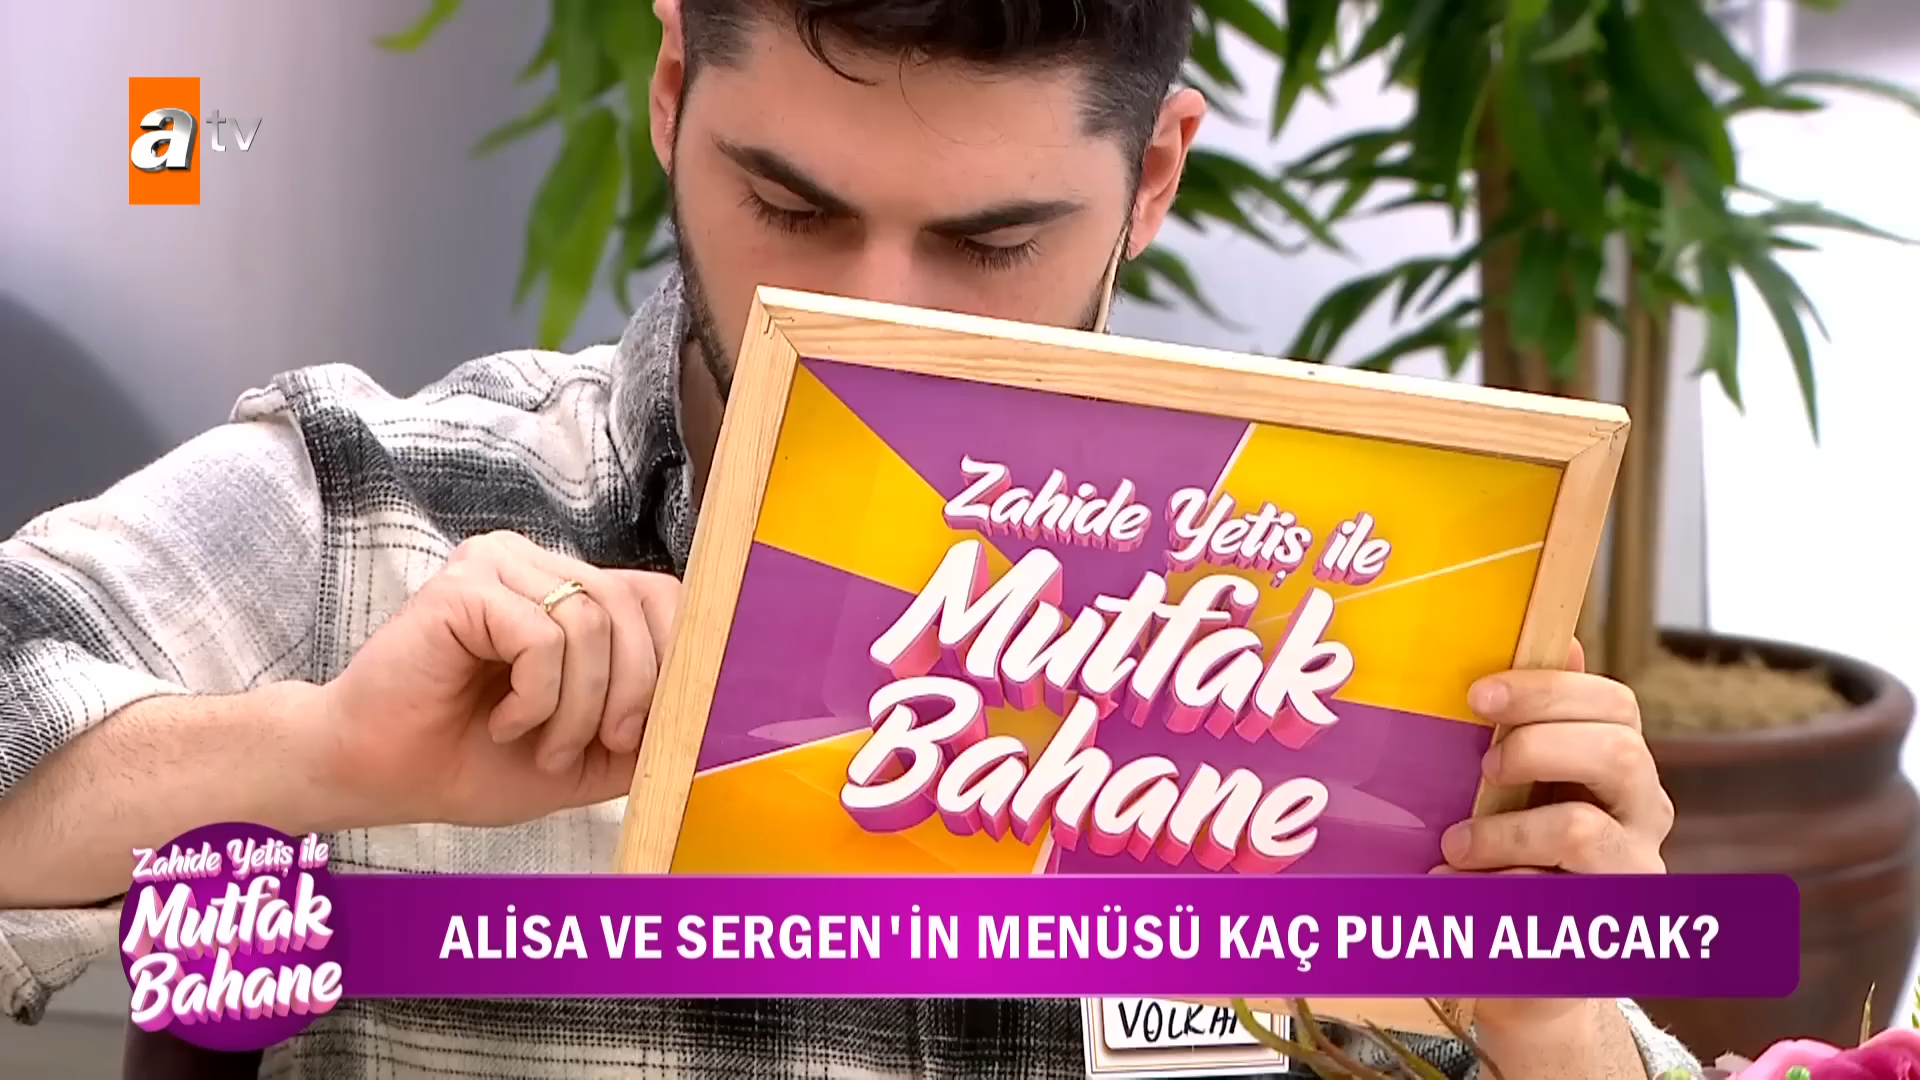 atv
Zahide Yetiş ile
Mutfak
Bahane
Zahide Yetiş ile
Mutfak
Bahane
ALİSA VE SERGEN'İN MENÜSÜ KAÇ PUAN ALACAK?
VOLKAN